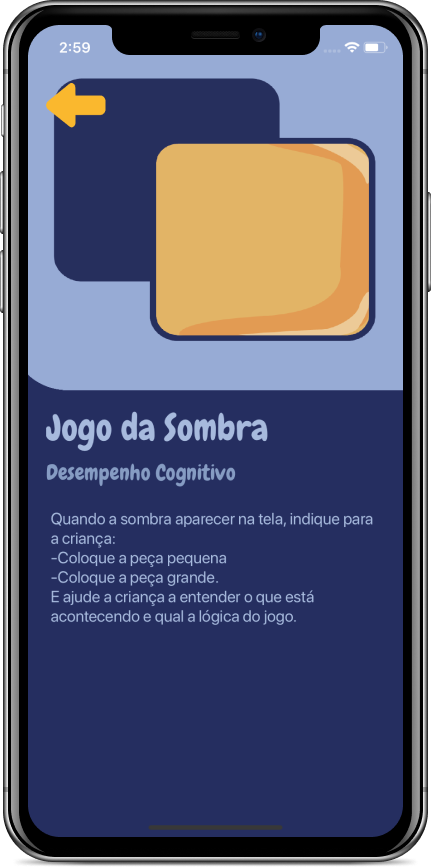 2:59
Jogo da Sombra
Desempenho Cognitivo
Quando a sombra aparecer na tela, indique para
a criança:
-Coloque a peça pequena
-Coloque a peça grande.
E ajude a criança a entender o que está
acontecendo e qual a lógica do jogo.